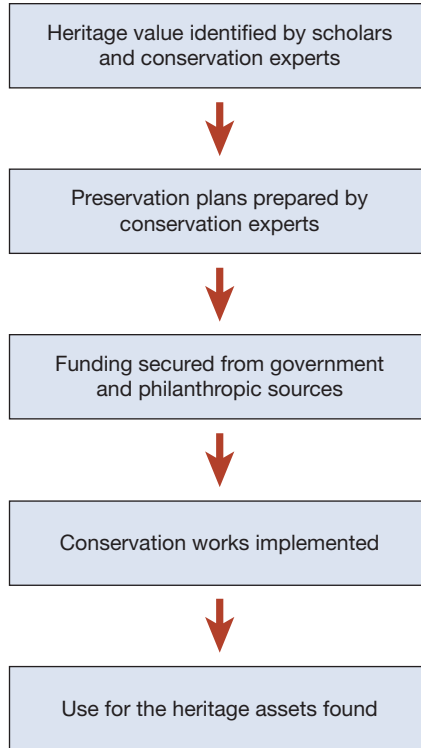 Heritage value identified by scholars
and conservation experts
Preservation plans prepared by
conservation experts
Funding secured from government
and philanthropic sources
Conservation works implemented
Use for the heritage assets found